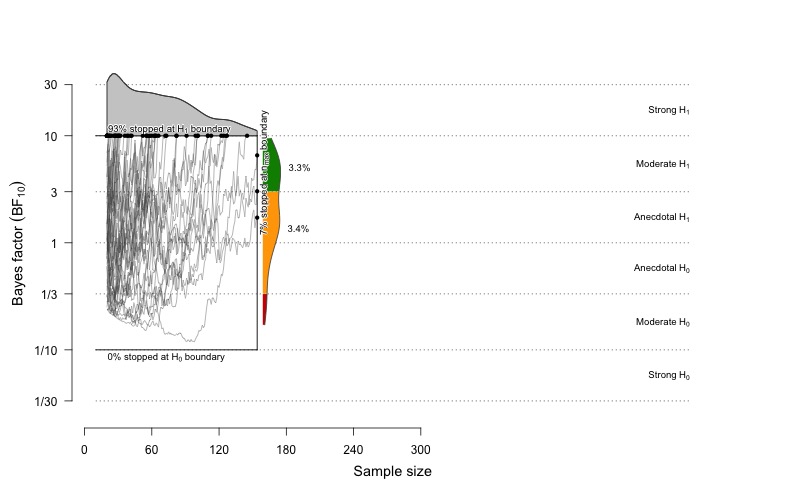 30
Strong H₁
93% stopped at H₁ boundary
10
Moderate H₁
3.3%
7% stopped at n max boundary
3
Anecdotal H₁
3.4%
1
Anecdotal H₀
1/3
Moderate H₀
1/10
0% stopped at H₀ boundary
Strong H₀
1/30
Bayes factor (BF₁₀)
0 60 120 180 240 300
Sample size